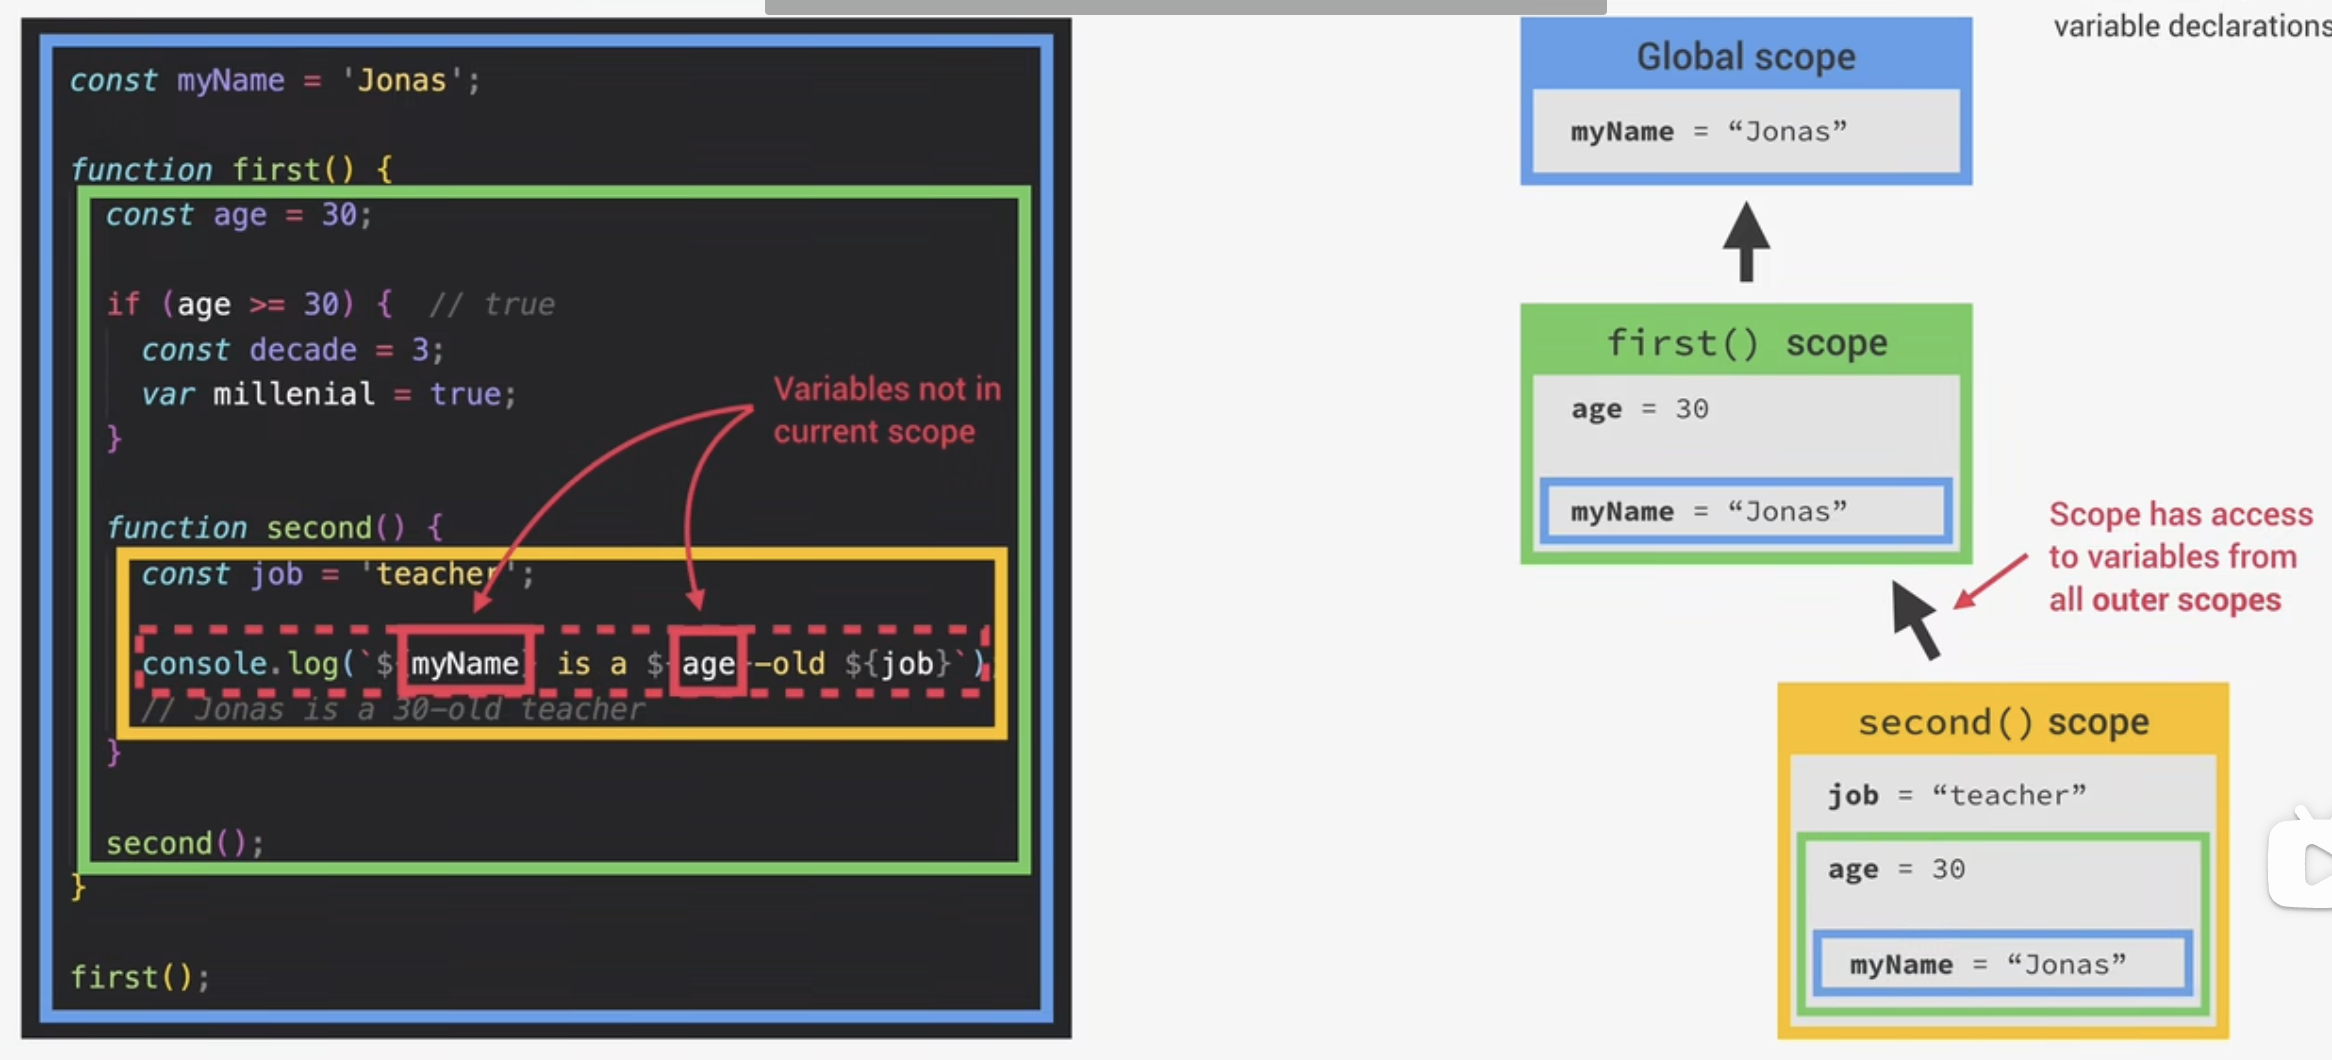 const myName = 'Jonas';
function first() {
const age = 30;
if (age >= 30) { // true
const decade = 3;
var millenial = true;
}
Variables not in
current scope
function second() {
const job = 'teacher';
console.log(`${myName} is a ${age}-old ${job}`)
// Jonas is a 30-old teacher
}
second();
}
first();
variable declarations
Global scope
myName = “Jonas”
first() scope
age = 30
myName = “Jonas”
Scope has access
to variables from
all outer scopes
second() scope
job = “teacher”
age = 30
myName = “Jonas”